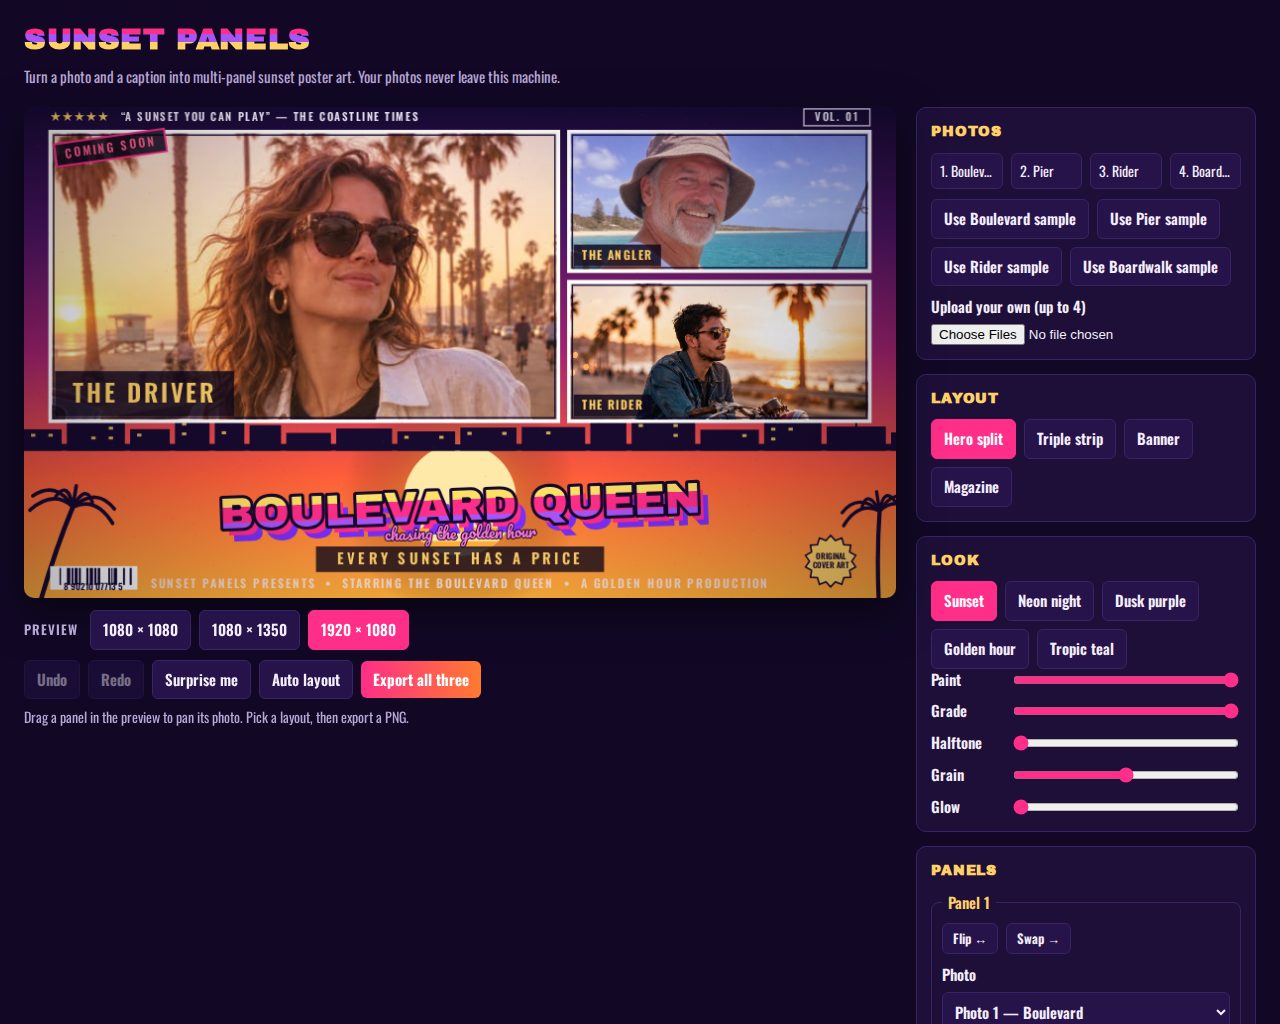 SUNSET PANELS
Turn a photo and a caption into multi-panel sunset poster art. Your photos never leave this machine.
★★★★★ “A SUNSET YOU CAN PLAY” — THE COASTLINE TIMES
VOL. 01
COMING SOON
THE DRIVER
THE ANGLER
THE RIDER
BOULEVARD QUEEN
chasing the golden hour
EVERY SUNSET HAS A PRICE
SUNSET PANELS PRESENTS • STARRING THE BOULEVARD QUEEN • A GOLDEN HOUR PRODUCTION
ORIGINAL
COVER ART
PREVIEW
1080 × 1080
1080 × 1350
1920 × 1080
Undo
Redo
Surprise me
Auto layout
Export all three
Drag a panel in the preview to pan its photo. Pick a layout, then export a PNG.
PHOTOS
1. Boulev...
2. Pier
3. Rider
4. Board...
Use Boulevard sample
Use Pier sample
Use Rider sample
Use Boardwalk sample
Upload your own (up to 4)
Choose Files No file chosen
LAYOUT
Hero split
Triple strip
Banner
Magazine
LOOK
Sunset
Neon night
Dusk purple
Golden hour
Tropic teal
Paint
Grade
Halftone
Grain
Glow
PANELS
Panel 1
Flip ↔
Swap →
Photo
Photo 1 — Boulevard